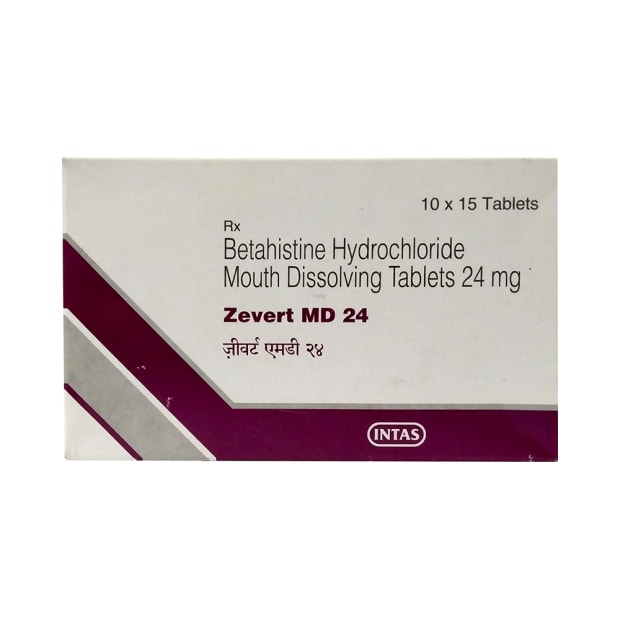 10 x 15 Tablets
Rx
Betahistine Hydrochloride
Mouth Dissolving Tablets 24 mg
Zevert MD 24
ज़ीवर्ट एमडी २४
INTAS